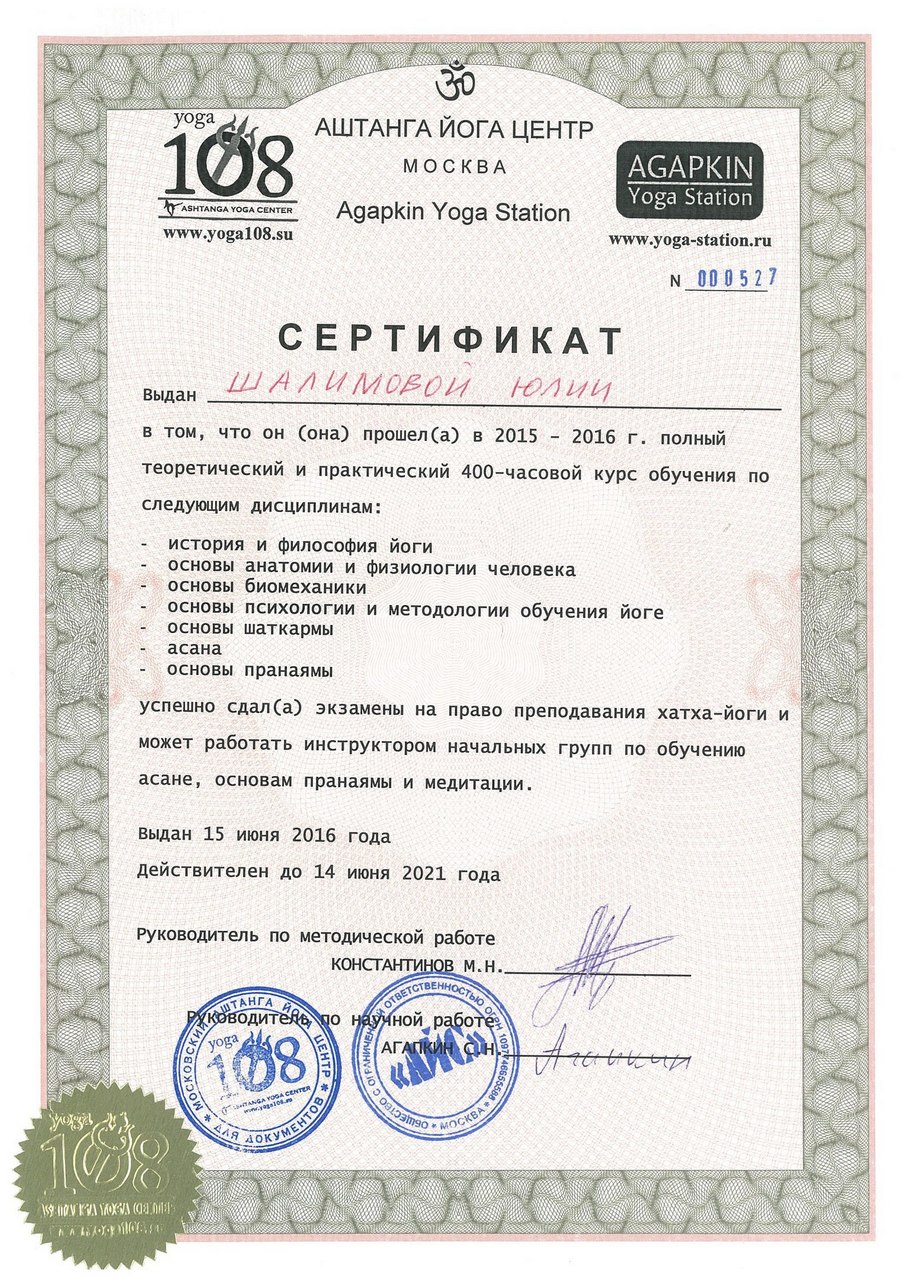 ॐ
yoga
108
ASHTANGA YOGA CENTER
www.yoga108.su
АШТАНГА ЙОГА ЦЕНТР
МОСКВА
Agapkin Yoga Station
AGAPKIN
Yoga Station
www.yoga-station.ru
N 000527
СЕРТИФИКАТ
Выдан ШАЛИМОВОЙ ЮЛИИ
в том, что он (она) прошел(а) в 2015 – 2016 г. полный
теоретический и практический 400-часовой курс обучения по
следующим дисциплинам:
- история и философия йоги
- основы анатомии и физиологии человека
- основы биомеханики
- основы психологии и методологии обучения йоге
- основы шаткармы
- асана
- основы пранаямы
успешно сдал(а) экзамены на право преподавания хатха-йоги и
может работать инструктором начальных групп по обучению
асане, основам пранаямы и медитации.
Выдан 15 июня 2016 года
Действителен до 14 июня 2021 года
Руководитель по методической работе
КОНСТАНТИНОВ М.Н.
Руководитель по научной работе
АГАПКИН С.Н. Агапкин
МОСКОВСКИЙ АШТАНГА ЙОГА ЦЕНТР
yoga
108
ASHTANGA YOGA CENTER
www.yoga108.su
* ДЛЯ ДОКУМЕНТОВ *
ОБЩЕСТВО С ОГРАНИЧЕННОЙ ОТВЕТСТВЕННОСТЬЮ ОГРН
«АЙС»
* МОСКВА *
yoga
108